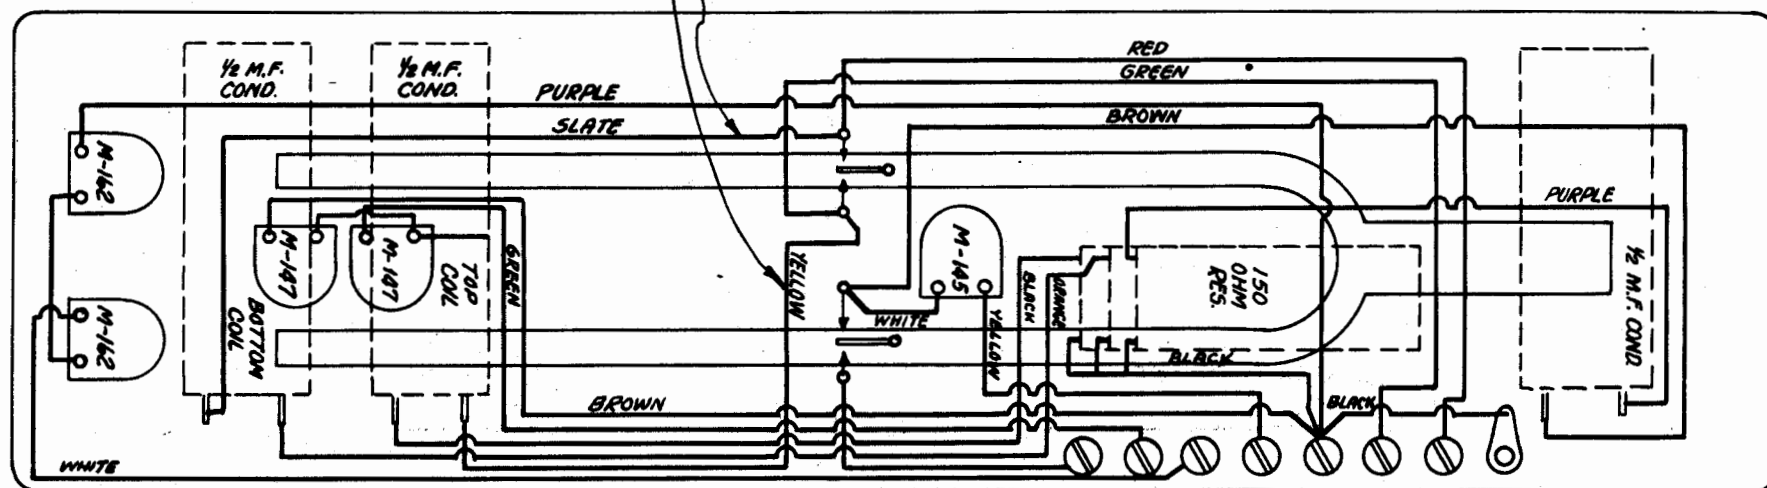 RED
GREEN
1/2 M.F.
COND.
1/2 M.F.
COND.
PURPLE
BROWN
SLATE
M-162
PURPLE
M-147
M-147
TOP
COIL
GREEN
YELLOW
M-145
BLACK
ORANGE
150
OHM
RES.
1/2 M.F. COND.
M-162
BOTTOM
COIL
WHITE
YELLOW
BLACK
BROWN
BLACK
WHITE